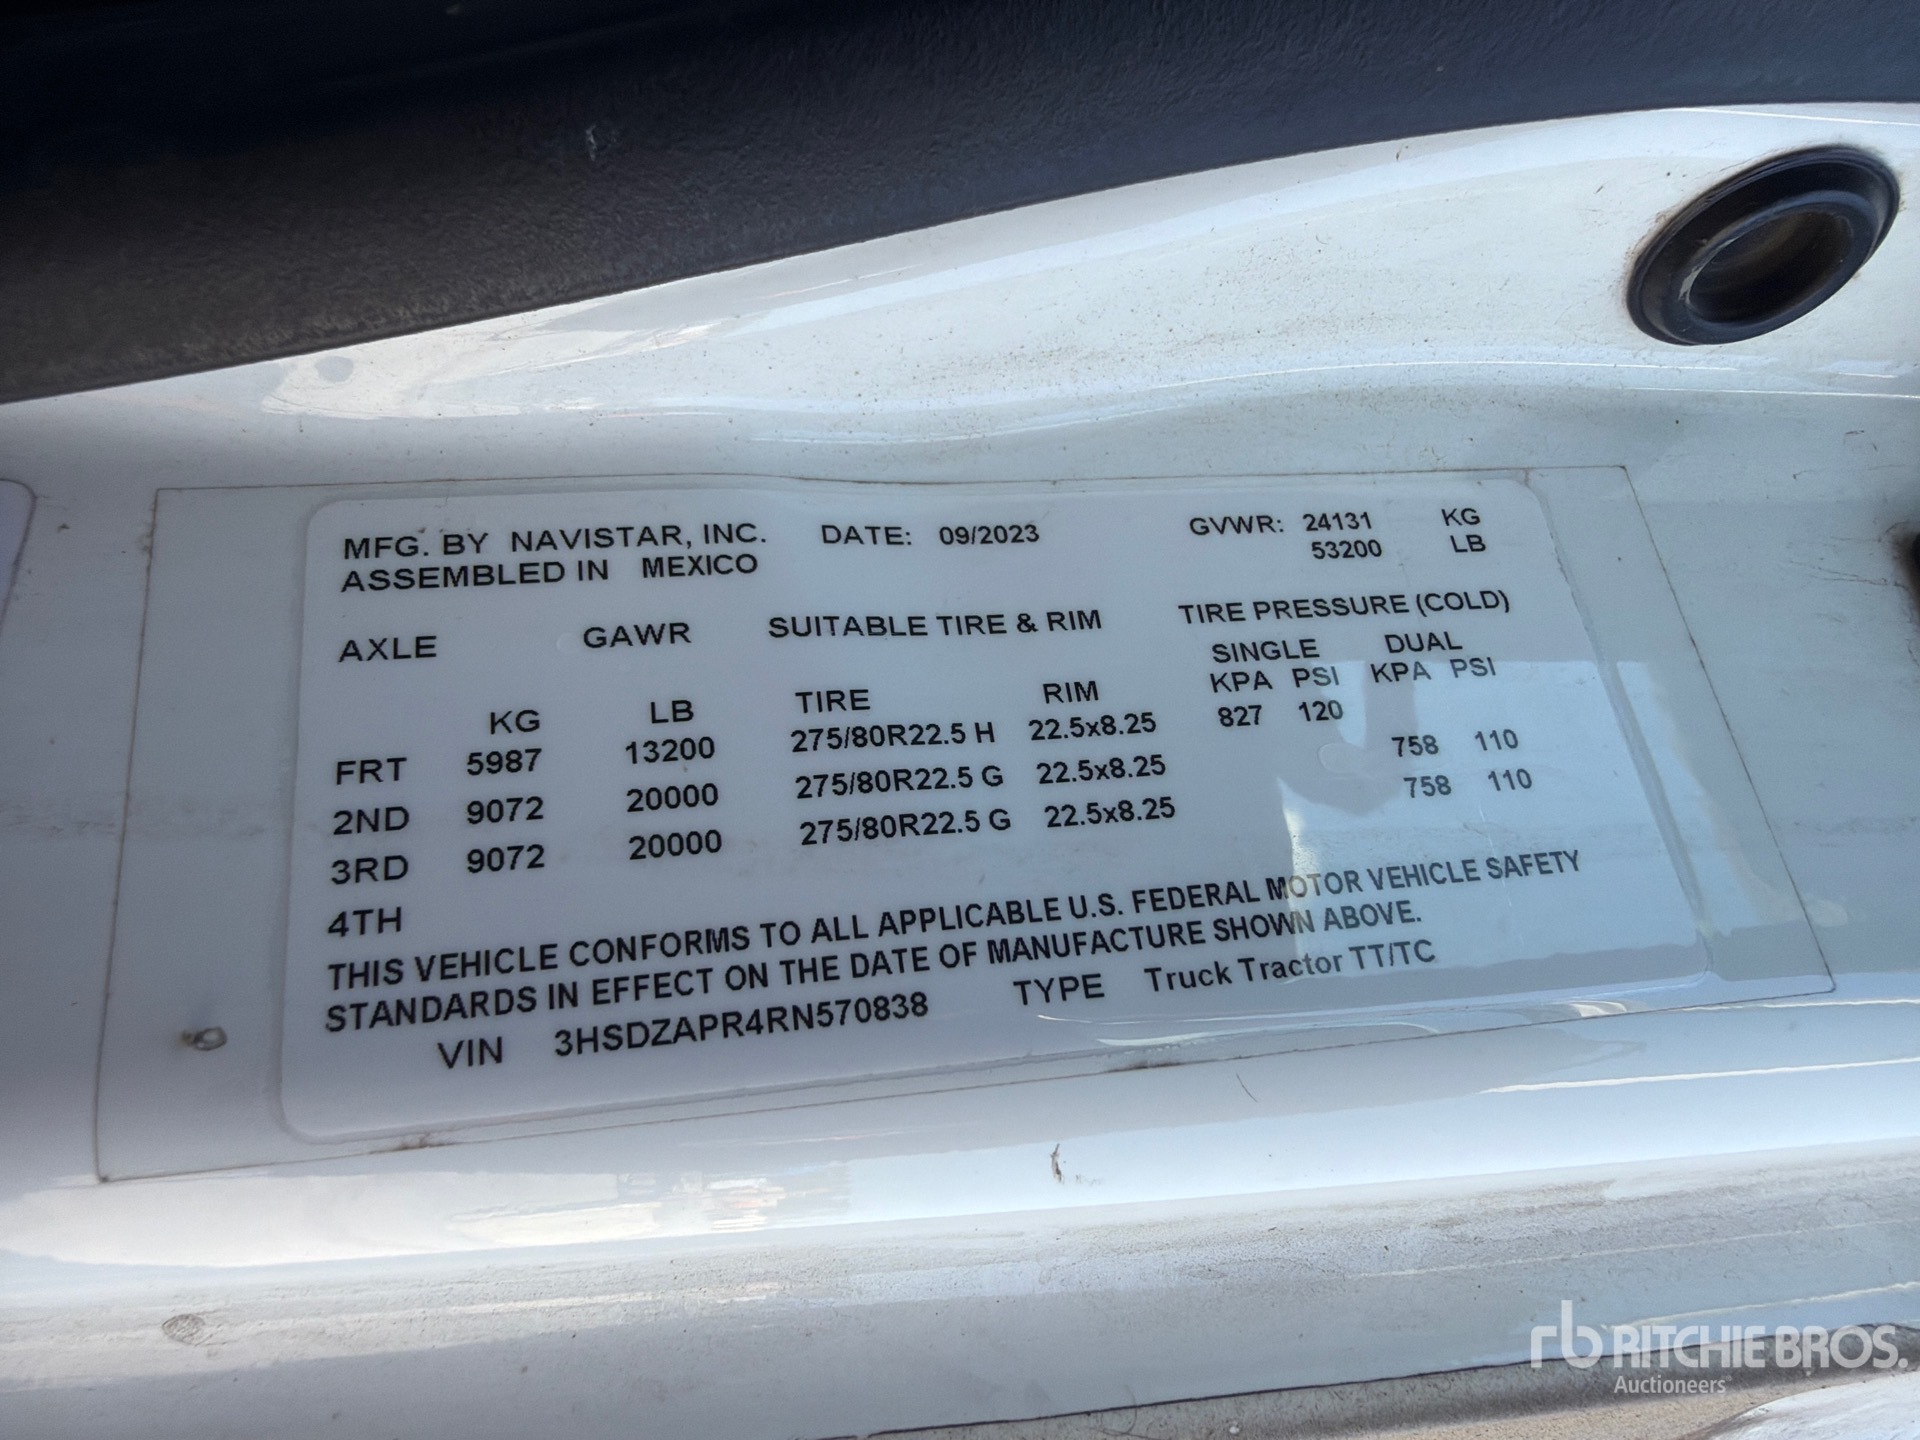 MFG. BY NAVISTAR, INC. DATE: 09/2023 GVWR: 24131 KG
ASSEMBLED IN MEXICO 53200 LB
AXLE GAWR SUITABLE TIRE & RIM TIRE PRESSURE (COLD)
SINGLE DUAL
KG LB TIRE RIM KPA PSI KPA PSI
FRT 5987 13200 275/80R22.5 H 22.5x8.25 827 120
2ND 9072 20000 275/80R22.5 G 22.5x8.25 758 110
3RD 9072 20000 275/80R22.5 G 22.5x8.25 758 110
4TH
THIS VEHICLE CONFORMS TO ALL APPLICABLE U.S. FEDERAL MOTOR VEHICLE SAFETY
STANDARDS IN EFFECT ON THE DATE OF MANUFACTURE SHOWN ABOVE.
VIN 3HSDZAPR4RN570838 TYPE Truck Tractor TT/TC
rb RITCHIE BROS.
Auctioneers